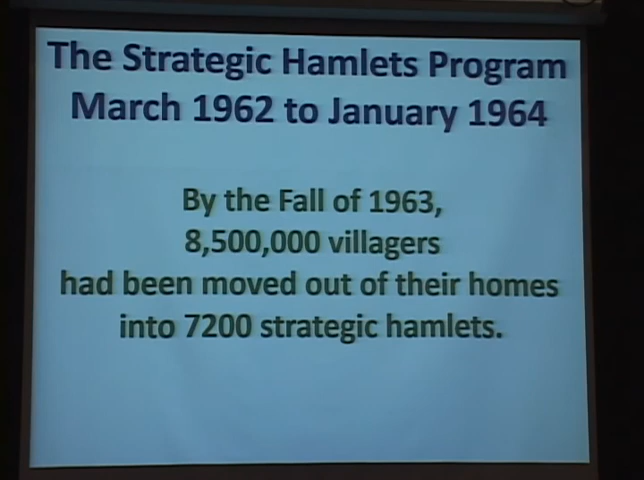 The Strategic Hamlets Program
March 1962 to January 1964
By the Fall of 1963,
8,500,000 villagers
had been moved out of their homes
into 7200 strategic hamlets.